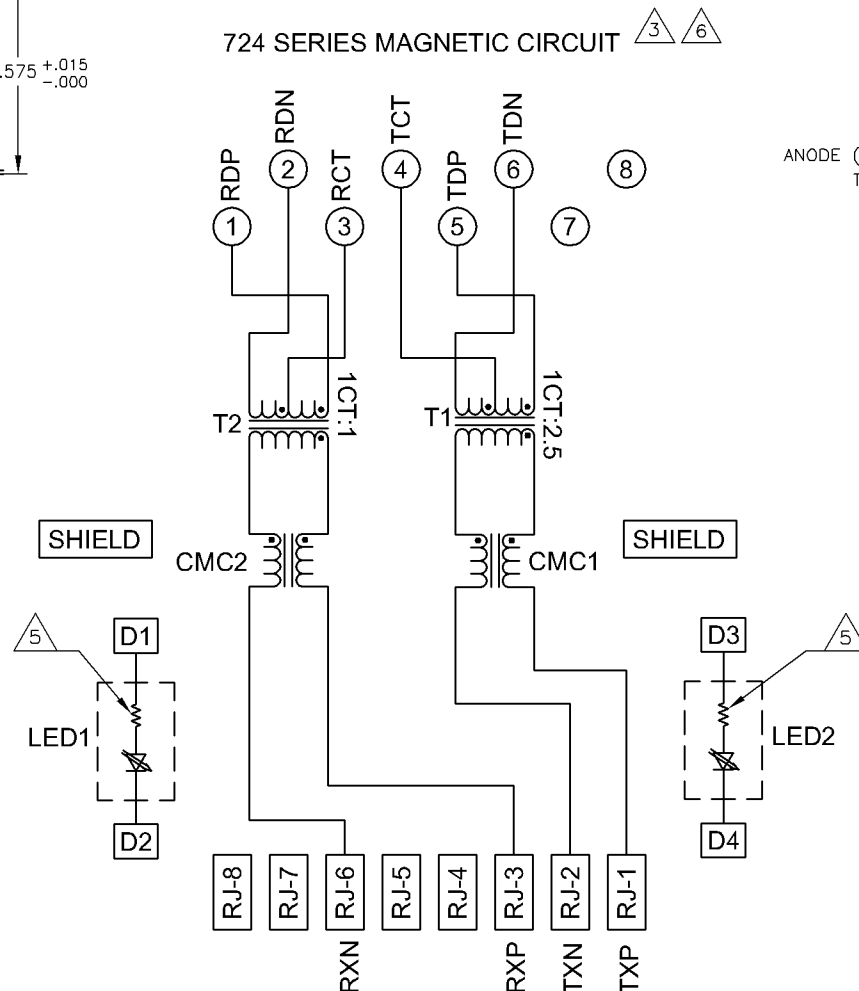 724 SERIES MAGNETIC CIRCUIT
3
6
.575 +.015
-.000
RDP
RDN
RCT
TCT
TDP
TDN
ANODE
1
2
3
4
5
6
7
8
T2
1CT:1
T1
1CT:2.5
SHIELD
CMC2
CMC1
SHIELD
5
D1
LED1
D2
D3
5
LED2
D4
RJ-8
RJ-7
RJ-6
RJ-5
RJ-4
RJ-3
RJ-2
RJ-1
RXN
RXP
TXN
TXP